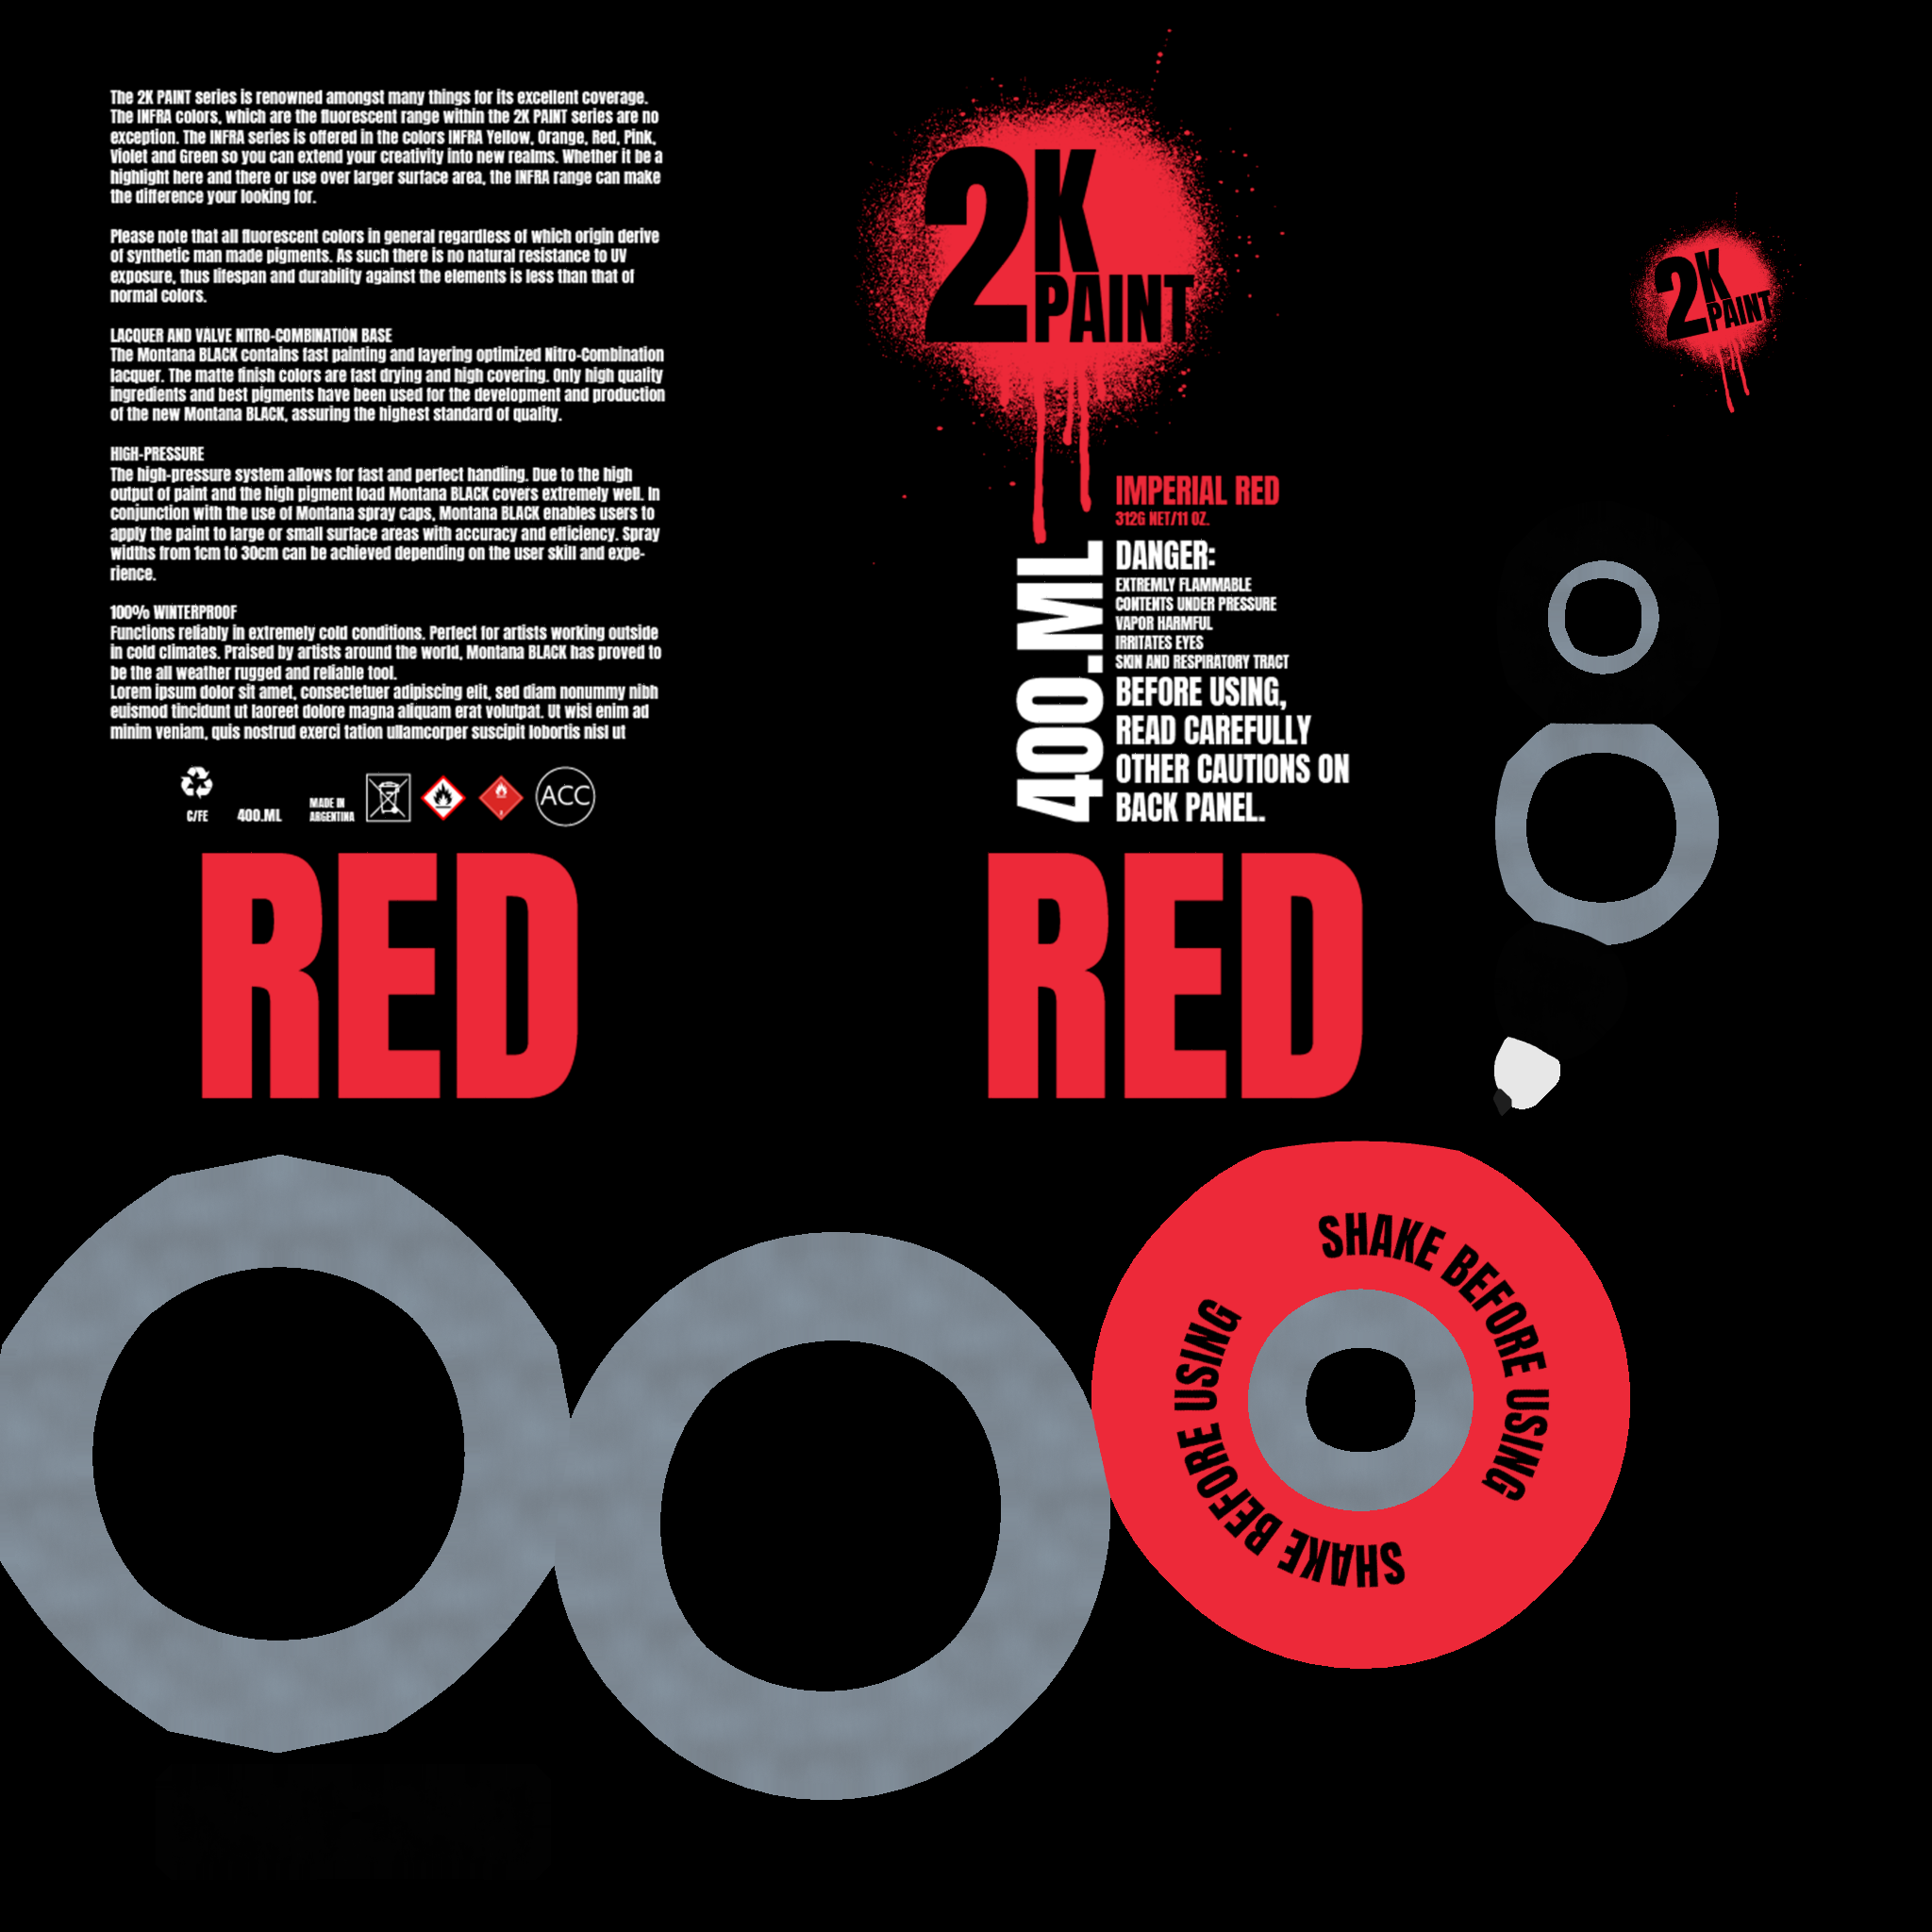 The 2K PAINT series is renowned amongst many things for its excellent coverage.
The INFRA colors, which are the fluorescent range within the 2K PAINT series are no
exception. The INFRA series is offered in the colors INFRA Yellow, Orange, Red, Pink,
Violet and Green so you can extend your creativity into new realms. Whether it be a
highlight here and there or use over larger surface area, the INFRA range can make
the difference your looking for.
Please note that all fluorescent colors in general regardless of which origin derive
of synthetic man made pigments. As such there is no natural resistance to UV
exposure, thus lifespan and durability against the elements is less than that of
normal colors.
LACQUER AND VALVE NITRO-COMBINATION BASE
The Montana BLACK contains fast painting and layering optimized Nitro-Combination
lacquer. The matte finish colors are fast drying and high covering. Only high quality
ingredients and best pigments have been used for the development and production
of the new Montana BLACK, assuring the highest standard of quality.
HIGH-PRESSURE
The high-pressure system allows for fast and perfect handling. Due to the high
output of paint and the high pigment load Montana BLACK covers extremely well. In
conjunction with the use of Montana spray caps, Montana BLACK enables users to
apply the paint to large or small surface areas with accuracy and efficiency. Spray
widths from 1cm to 30cm can be achieved depending on the user skill and expe-
rience.
100% WINTERPROOF
Functions reliably in extremely cold conditions. Perfect for artists working outside
in cold climates. Praised by artists around the world, Montana BLACK has proved to
be the all weather rugged and reliable tool.
Lorem ipsum dolor sit amet, consectetuer adipiscing elit, sed diam nonummy nibh
euismod tincidunt ut laoreet dolore magna aliquam erat volutpat. Ut wisi enim ad
minim veniam, quis nostrud exerci tation ullamcorper suscipit lobortis nisl ut
C/FE
400.ML
MADE IN
ARGENTINA
ACC
RED
2K
PAINT
IMPERIAL RED
312G NET/11 OZ.
400.ML
DANGER:
EXTREMLY FLAMMABLE
CONTENTS UNDER PRESSURE
VAPOR HARMFUL
IRRITATES EYES
SKIN AND RESPIRATORY TRACT
BEFORE USING,
READ CAREFULLY
OTHER CAUTIONS ON
BACK PANEL.
RED
2K
PAINT
SHAKE BEFORE USING
SHAKE BEFORE USING